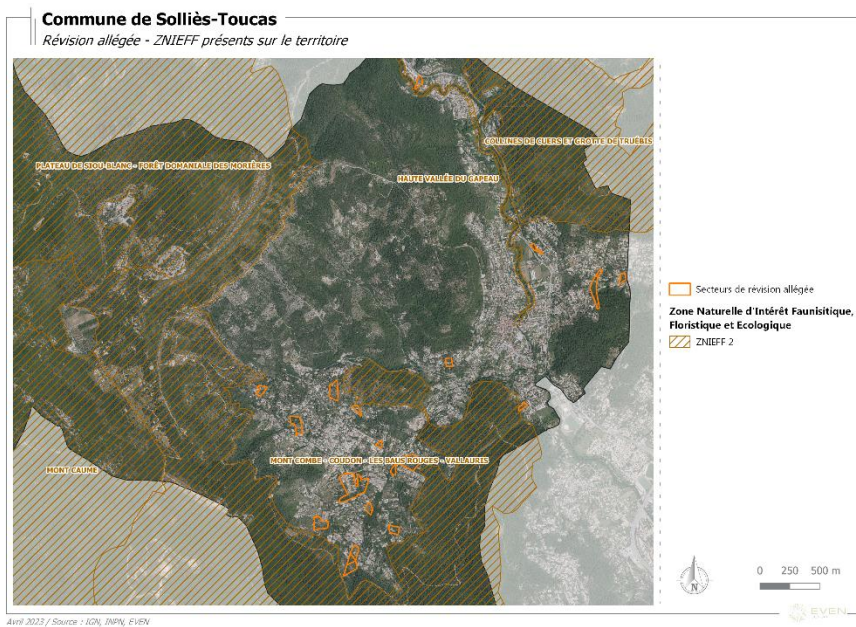 Commune de Solliès-Toucas
Révision allégée - ZNIEFF présents sur le territoire
COLLINES DE CUERS ET GROTTE DE TRUÉBIS
PLATEAU DE SIOU-BLANC - FORÊT DOMANIALE DES MORIÈRES
HAUTE VALLÉE DU GAPEAU
Secteurs de révision allégée
Zone Naturelle d'Intérêt Faunisitique,
Floristique et Ecologique
ZNIEFF 2
MONT COMBE - COUDON - LES BAUS ROUGES - VALLAURIS
MONT CAUME
0 250 500 m
N
EVEN
Avril 2023 / Source : IGN, INPN, EVEN